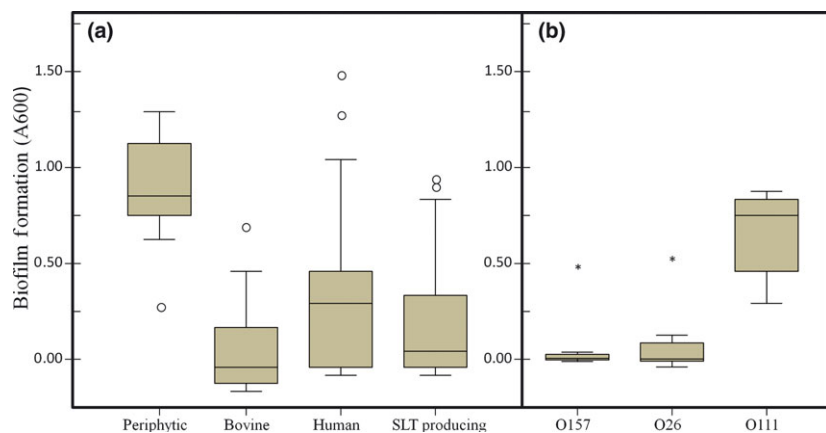 (a)
(b)
Biofilm formation (A600)
1.50
1.00
0.50
0.00
1.50
1.00
0.50
0.00
Periphytic Bovine Human SLT producing
O157 O26 O111